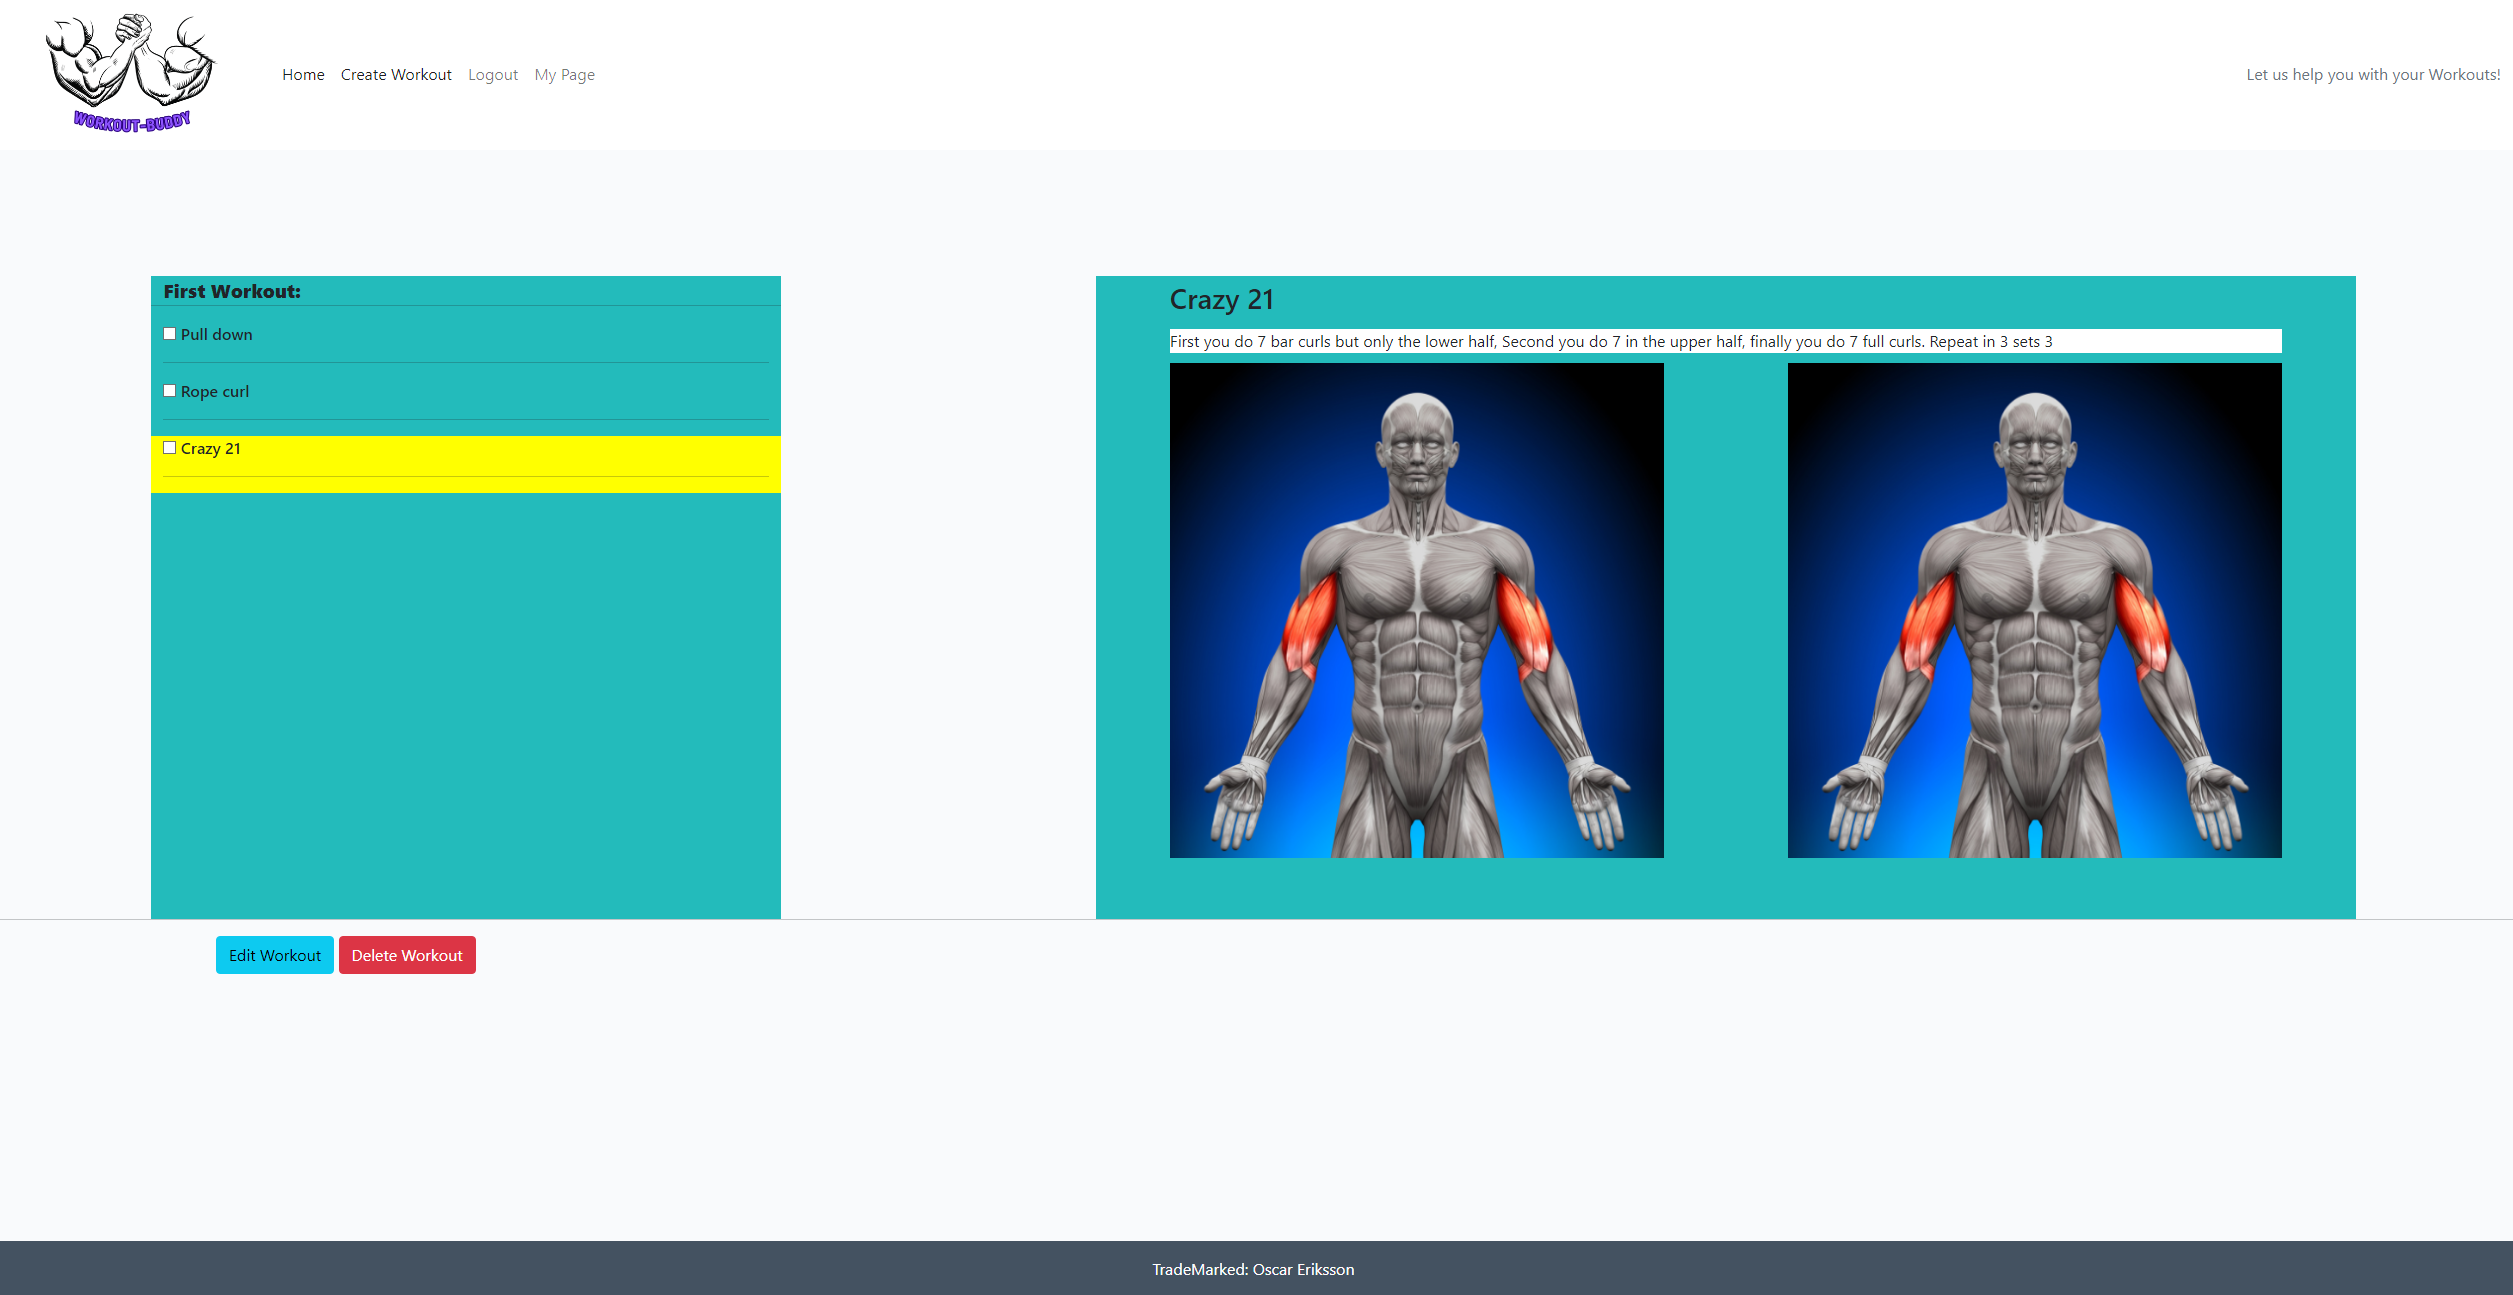 WORKOUT-BUDDY
Home Create Workout Logout My Page
Let us help you with your Workouts!
First Workout:
Pull down
Rope curl
Crazy 21
Crazy 21
First you do 7 bar curls but only the lower half, Second you do 7 in the upper half, finally you do 7 full curls. Repeat in 3 sets 3
Edit Workout Delete Workout
TradeMarked: Oscar Eriksson